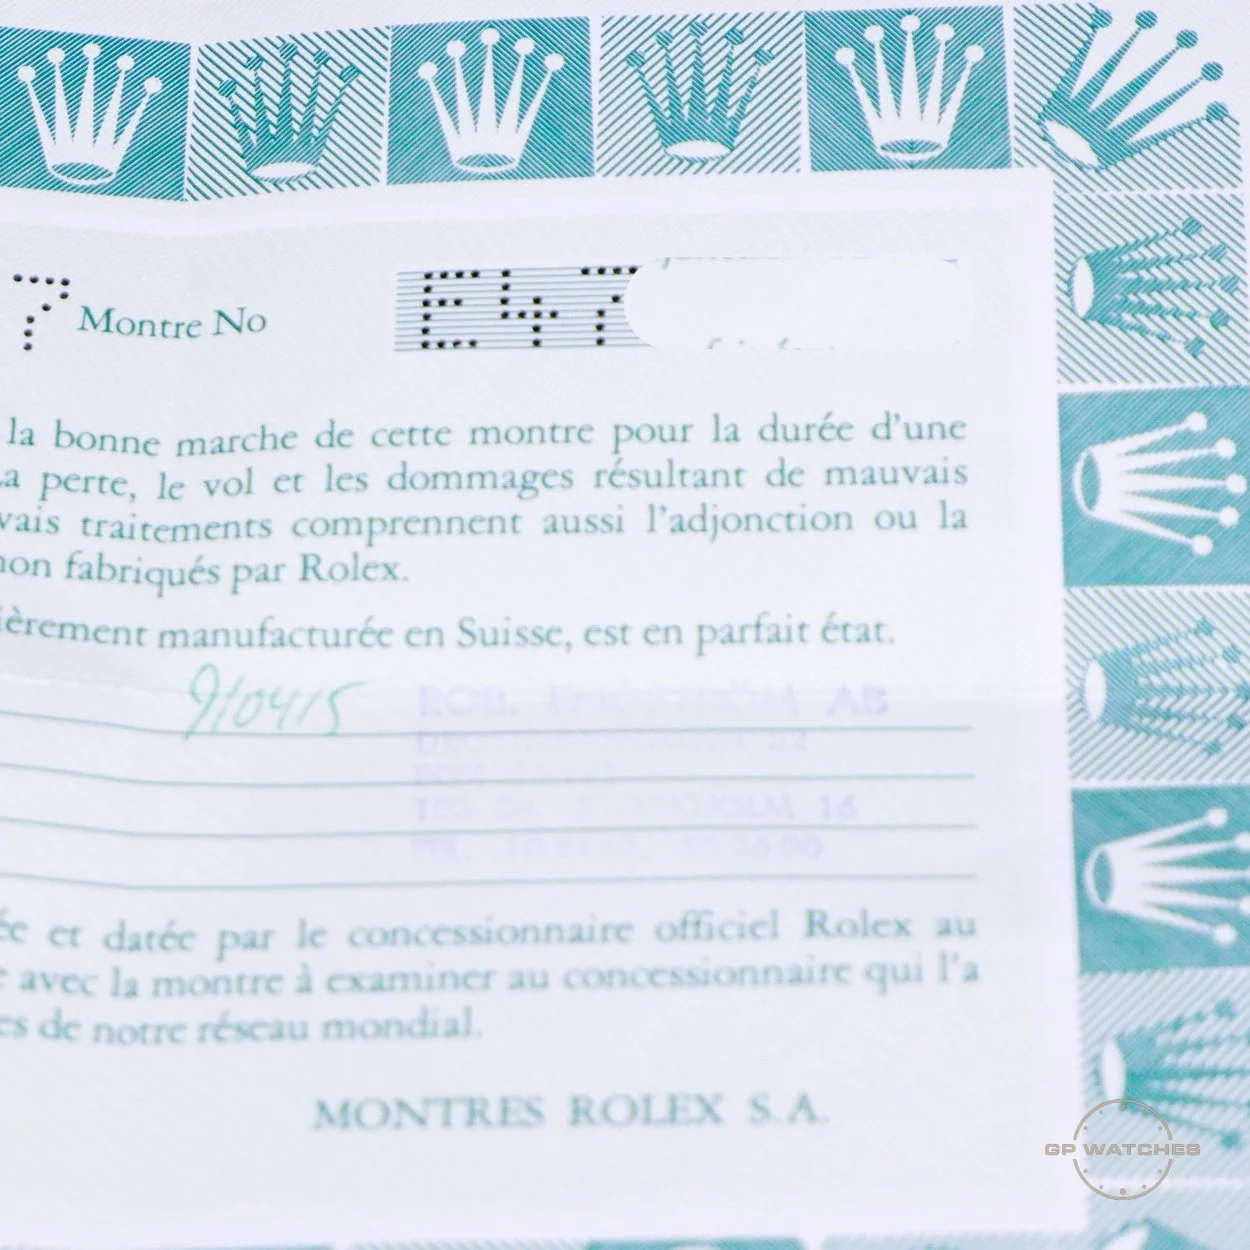 7 Montre No E47
la bonne marche de cette montre pour la durée d'une
La perte, le vol et les dommages résultant de mauvais
vais traitements comprennent aussi l'adjonction ou la
non fabriqués par Rolex.
ièrement manufacturée en Suisse, est en parfait état.
910415
ROB. AB
16
ée et datée par le concessionnaire officiel Rolex au
avec la montre à examiner au concessionnaire qui l'a
es de notre réseau mondial.
MONTRES ROLEX S.A.
GP WATCHES